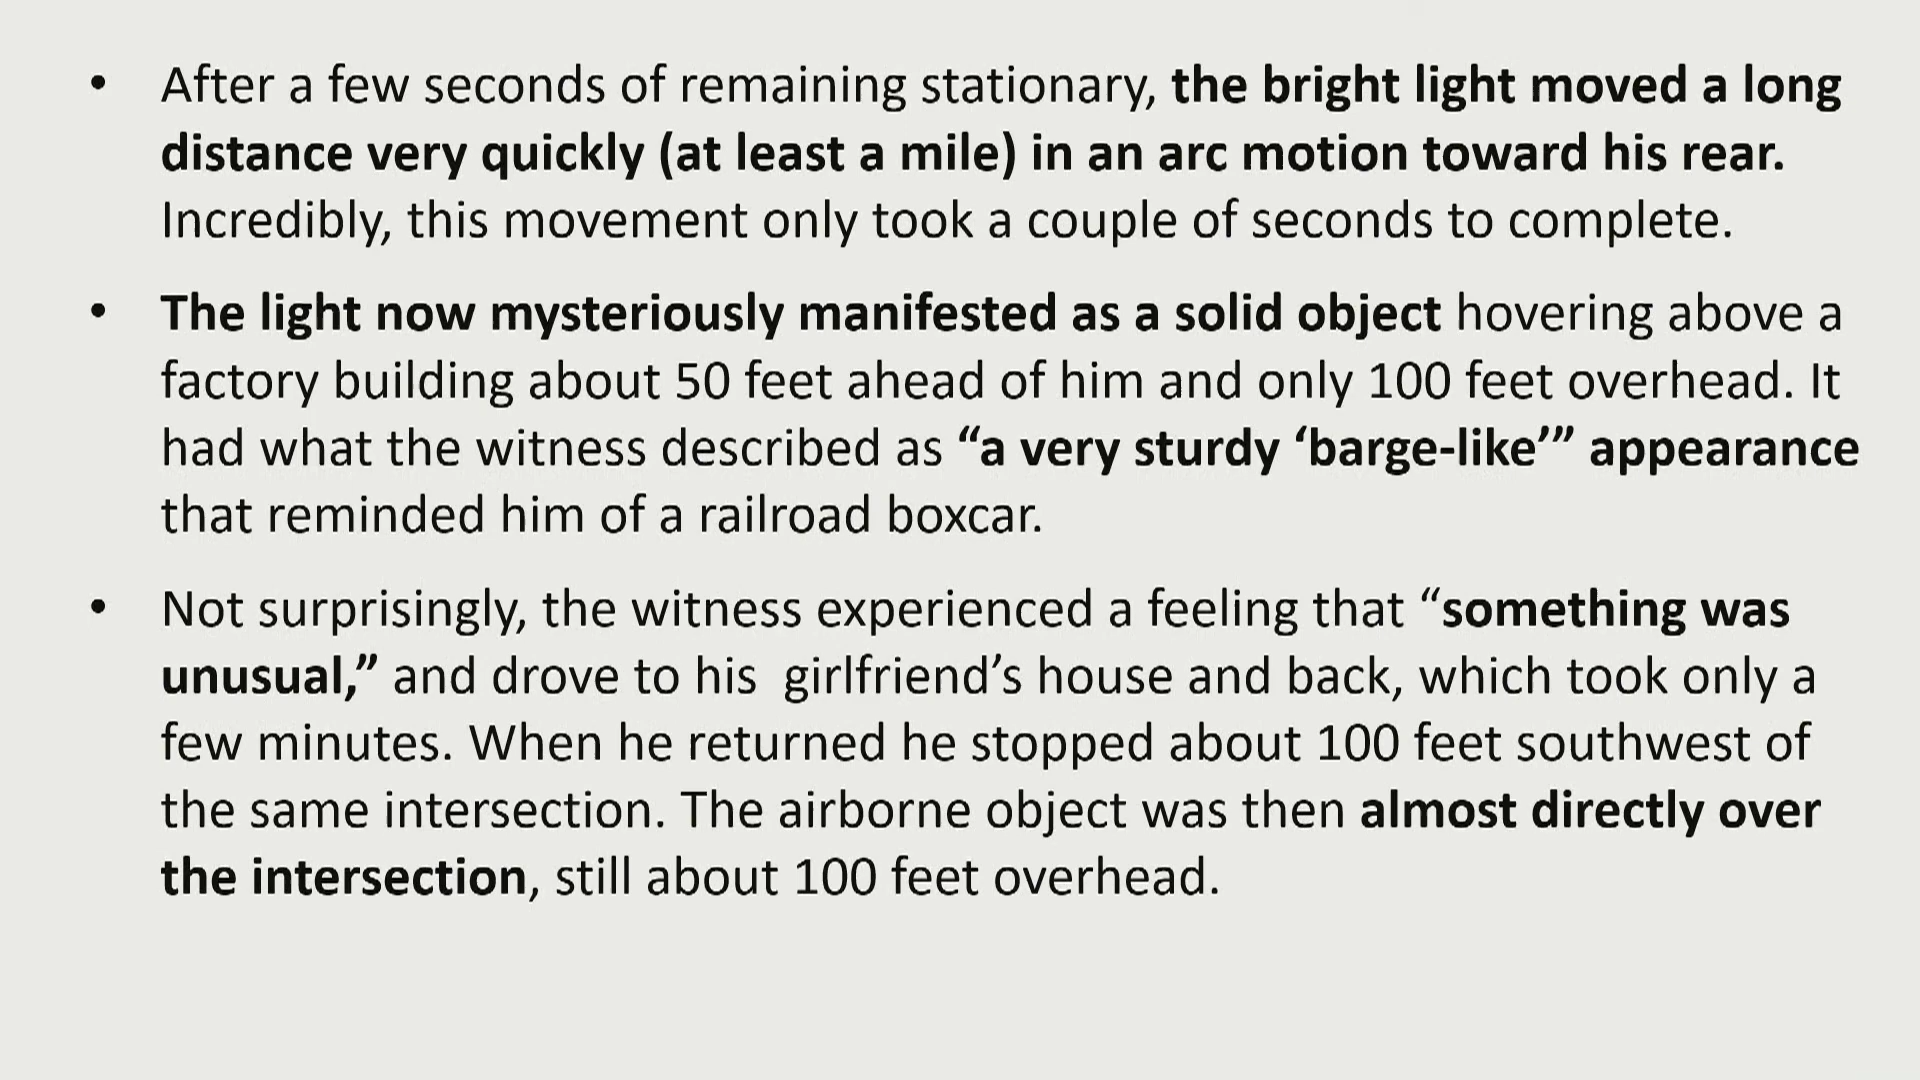 • After a few seconds of remaining stationary, the bright light moved a long
distance very quickly (at least a mile) in an arc motion toward his rear.
Incredibly, this movement only took a couple of seconds to complete.
• The light now mysteriously manifested as a solid object hovering above a
factory building about 50 feet ahead of him and only 100 feet overhead. It
had what the witness described as “a very sturdy ‘barge-like’” appearance
that reminded him of a railroad boxcar.
• Not surprisingly, the witness experienced a feeling that “something was
unusual,” and drove to his  girlfriend’s house and back, which took only a
few minutes. When he returned he stopped about 100 feet southwest of
the same intersection. The airborne object was then almost directly over
the intersection, still about 100 feet overhead.